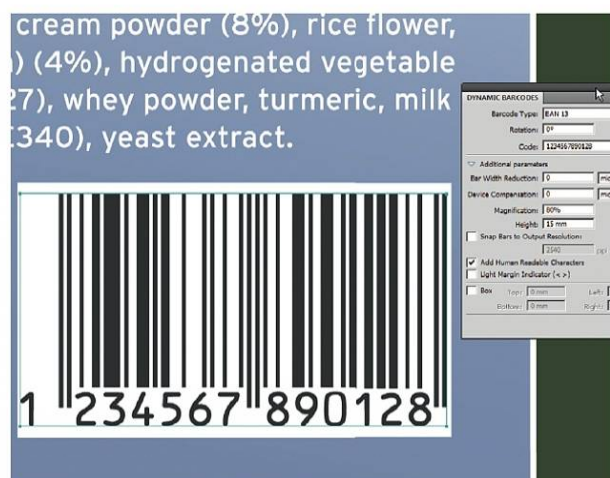 cream powder (8%), rice flower,
) (4%), hydrogenated vegetable
27), whey powder, turmeric, milk
E340), yeast extract.
DYNAMIC BARCODES
Barcode Type: EAN 13
Rotation: 0°
Code: 1234567890128
Additional parameters
Bar Width Reduction: 0
Device Compensation: 0
Magnification: 80%
Height: 15 mm
Snap Bars to Output Resolution:
2540 ppi
Add Human Readable Characters
Light Margin Indicator (< >)
Box Top: 0 mm Left:
Bottom: 0 mm Right:
1 234567 890128